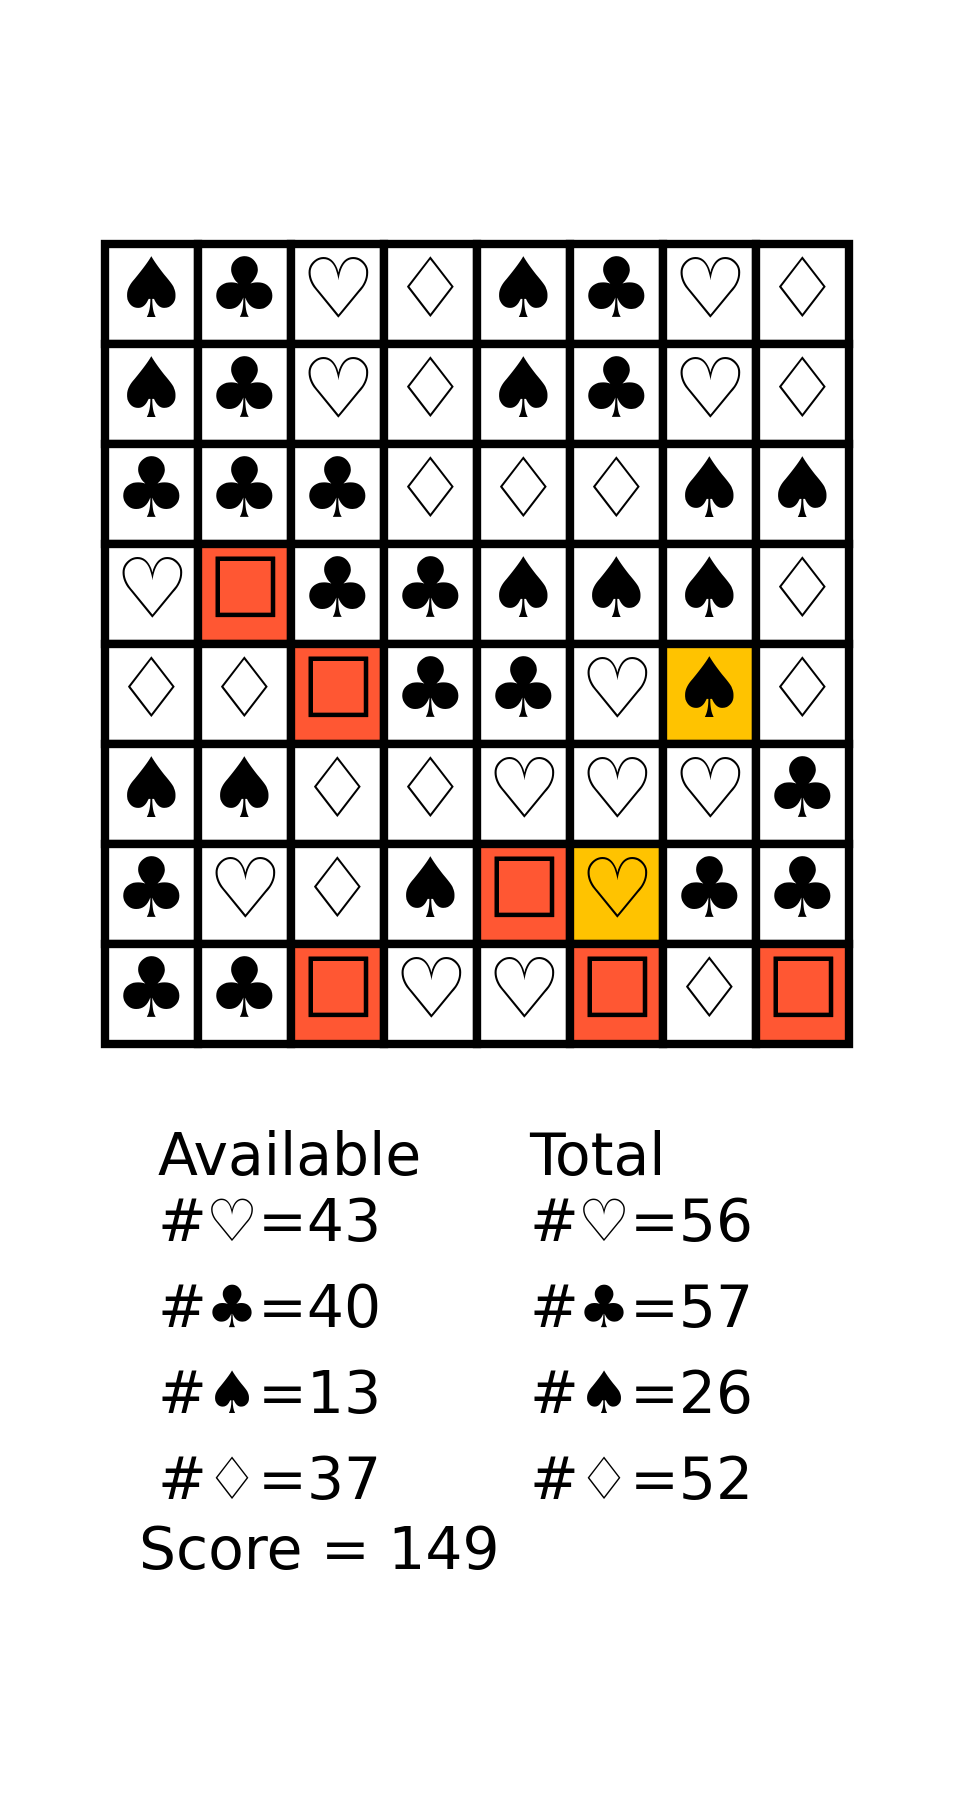 ♠ ♣ ♡ ♢ ♠ ♣ ♡ ♢
♠ ♣ ♡ ♢ ♠ ♣ ♡ ♢
♣ ♣ ♣ ♢ ♢ ♢ ♠ ♠
♡ □ ♣ ♣ ♠ ♠ ♠ ♢
♢ ♢ □ ♣ ♣ ♡ ♠ ♢
♠ ♠ ♢ ♢ ♡ ♡ ♡ ♣
♣ ♡ ♢ ♠ □ ♡ ♣ ♣
♣ ♣ □ ♡ ♡ □ ♢ □
Available Total
#♡=43 #♡=56
#♣=40 #♣=57
#♠=13 #♠=26
#♢=37 #♢=52
Score = 149